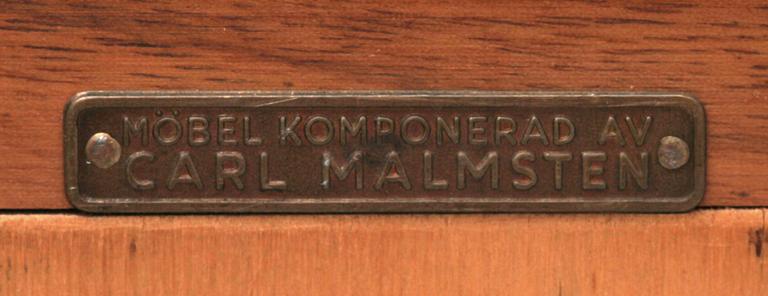 MÖBEL KOMPONERAD AV
CARL MALMSTEN